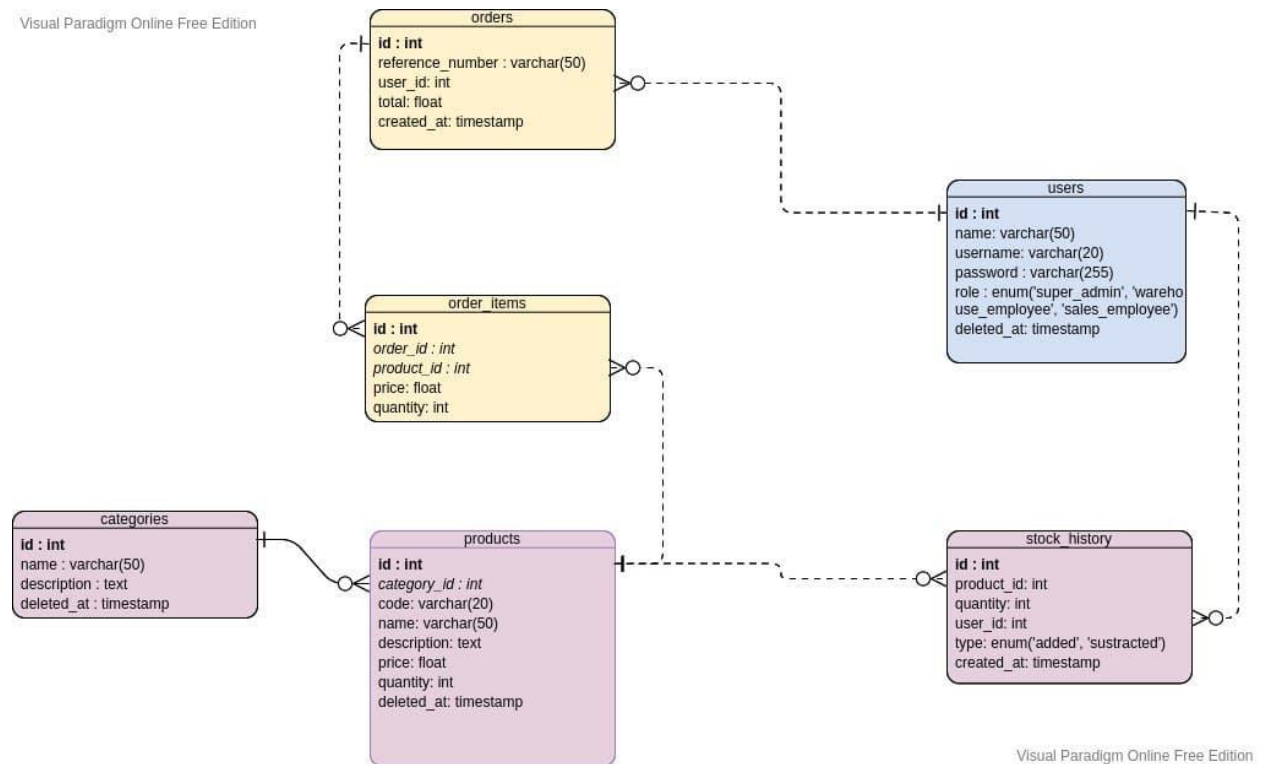 Visual Paradigm Online Free Edition
orders
id : int
reference_number : varchar(50)
user_id: int
total: float
created_at: timestamp
users
id : int
name: varchar(50)
username: varchar(20)
password : varchar(255)
role : enum('super_admin', 'wareho
use_employee', 'sales_employee')
deleted_at: timestamp
order_items
id : int
order_id : int
product_id : int
price: float
quantity: int
categories
id : int
name : varchar(50)
description : text
deleted_at : timestamp
products
id : int
category_id : int
code: varchar(20)
name: varchar(50)
description: text
price: float
quantity: int
deleted_at: timestamp
stock_history
id : int
product_id: int
quantity: int
user_id: int
type: enum('added', 'sustracted')
created_at: timestamp
Visual Paradigm Online Free Edition